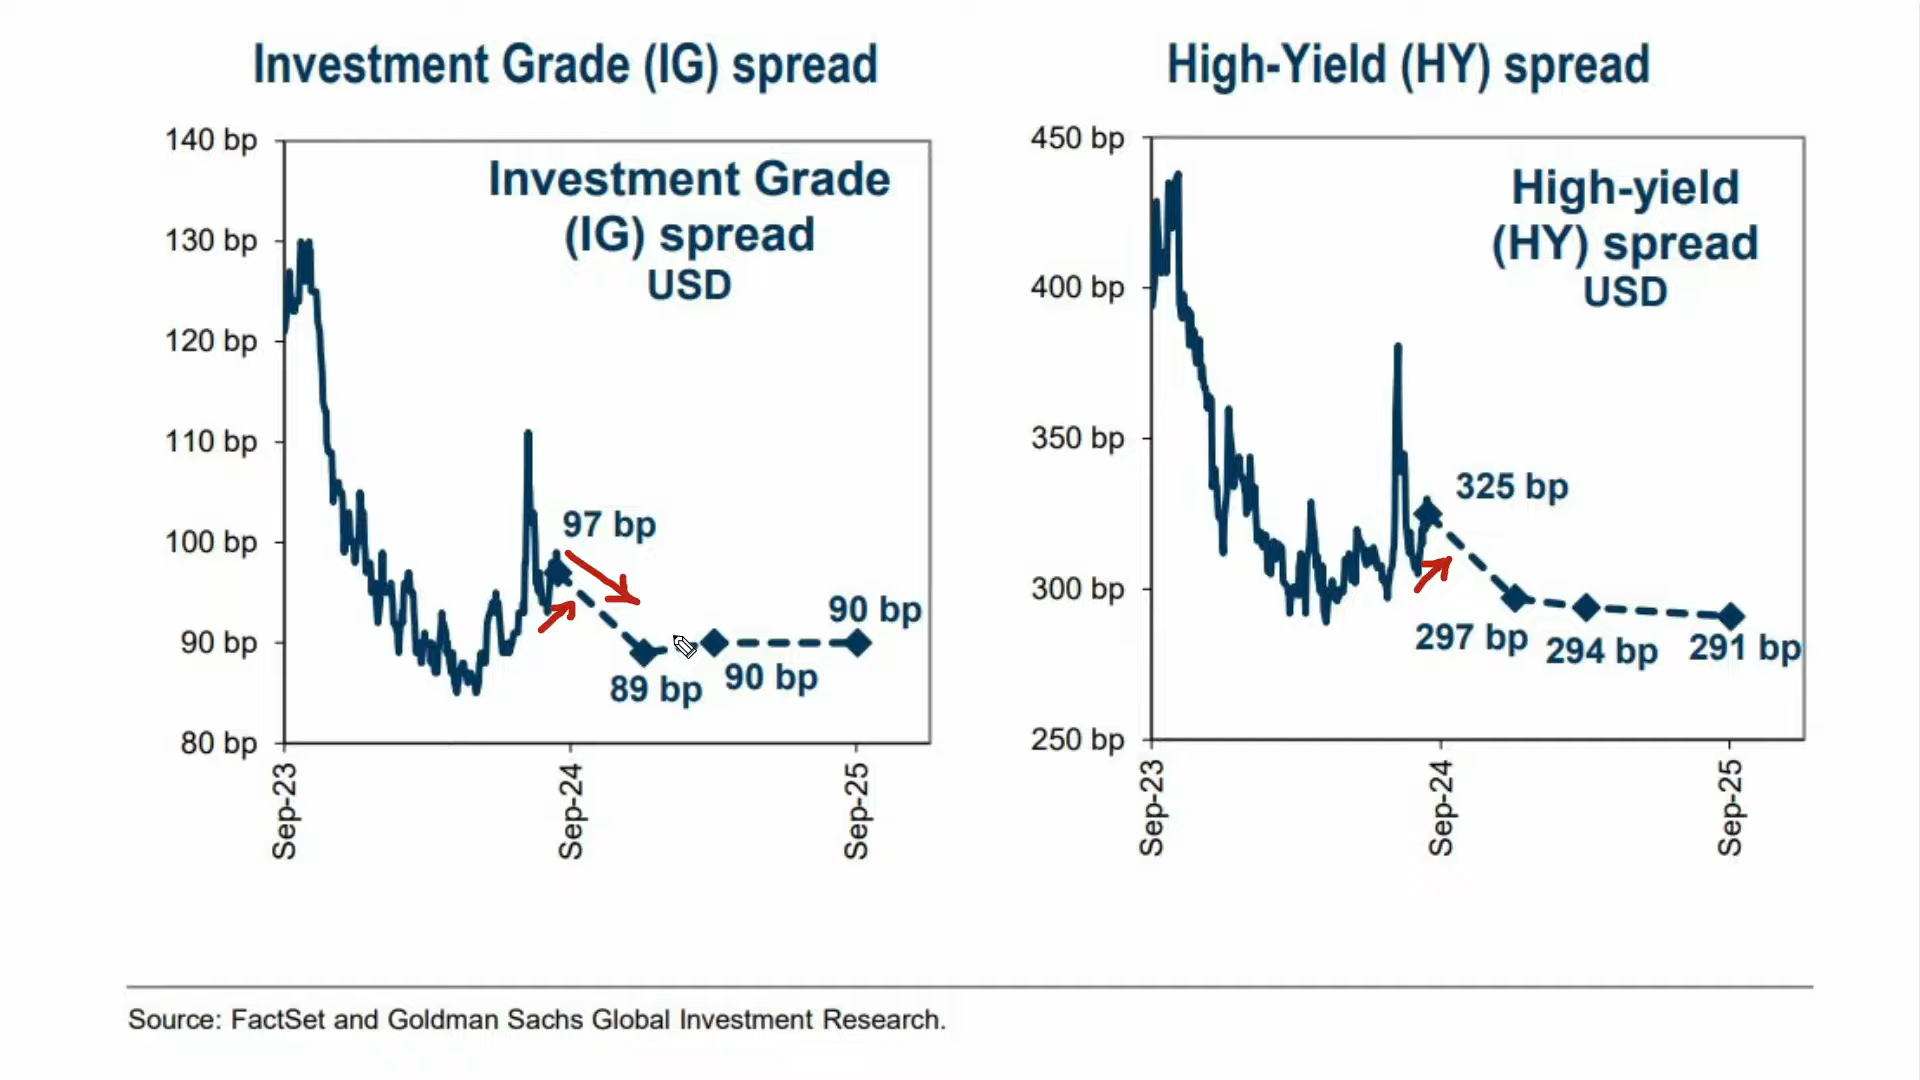 Investment Grade (IG) spread
140 bp
130 bp
120 bp
110 bp
100 bp
90 bp
80 bp
Investment Grade
(IG) spread
USD
97 bp
89 bp
90 bp
90 bp
Sep-23
Sep-24
Sep-25
High-Yield (HY) spread
450 bp
400 bp
350 bp
300 bp
250 bp
High-yield
(HY) spread
USD
325 bp
297 bp
294 bp
291 bp
Sep-23
Sep-24
Sep-25
Source: FactSet and Goldman Sachs Global Investment Research.